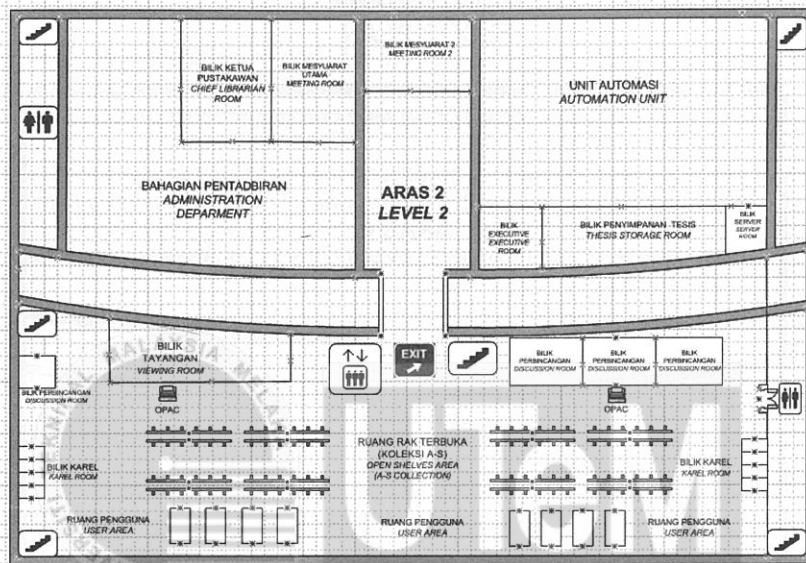 BILIK KETUA
PUSTAKAWAN
CHIEF LIBRARIAN
ROOM
BILIK MESYUARAT
UTAMA
MEETING ROOM
BILIK MESYUARAT 2
MEETING ROOM 2
UNIT AUTOMASI
AUTOMATION UNIT
BAHAGIAN PENTADBIRAN
ADMINISTRATION
DEPARMENT
ARAS 2
LEVEL 2
BILIK
EXECUTIVE
EXECUTIVE
ROOM
BILIK PENYIMPANAN TESIS
THESIS STORAGE ROOM
BILIK
SERVER
SERVER
ROOM
BILIK
TAYANGAN
VIEWING ROOM
EXIT
BILIK
PERBINCANGAN
DISCUSSION ROOM
BILIK
PERBINCANGAN
DISCUSSION ROOM
BILIK
PERBINCANGAN
DISCUSSION ROOM
BILIK PERBINCANGAN
DISCUSSION ROOM
OPAC
OPAC
RUANG RAK TERBUKA
(KOLEKSI A-S)
OPEN SHELVES AREA
(A-S COLLECTION)
BILIK KAREL
KAREL ROOM
BILIK KAREL
KAREL ROOM
RUANG PENGGUNA
USER AREA
RUANG PENGGUNA
USER AREA
RUANG PENGGUNA
USER AREA
UTeM